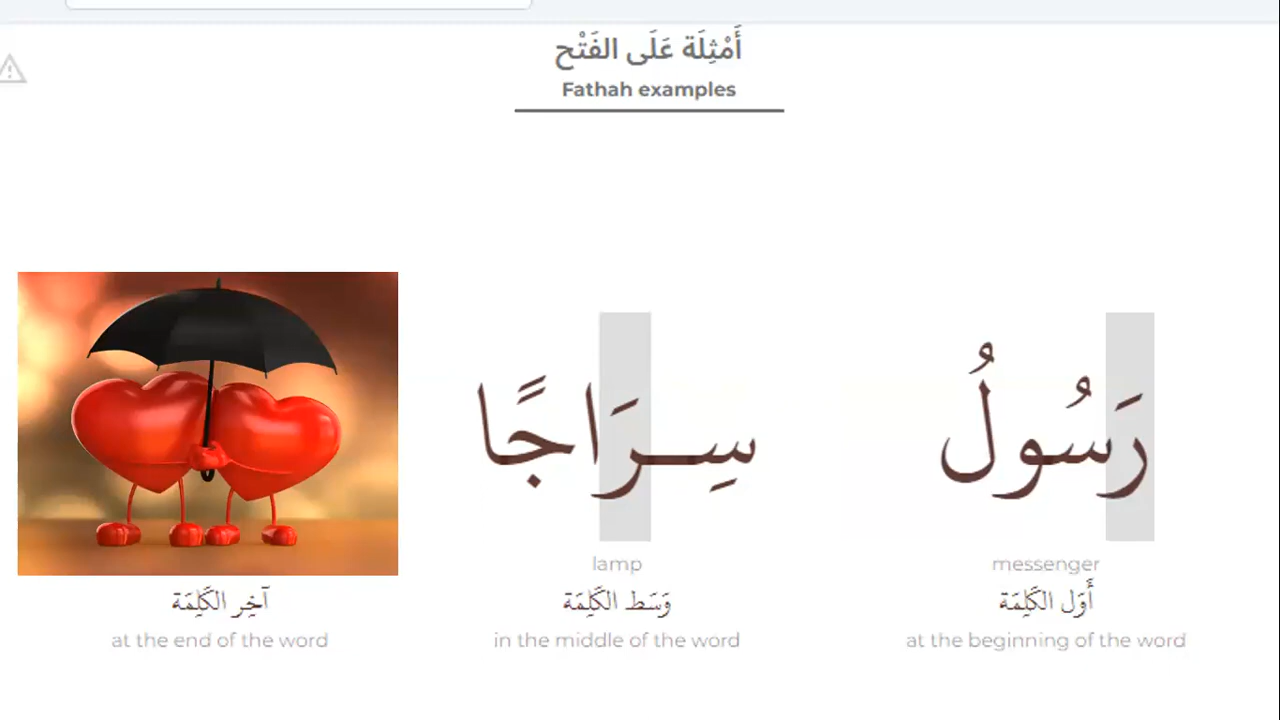 أَمْثِلَة عَلَى الفَتْح
Fathah examples
رَسُولُ
messenger
أَوَل الكَلِمَة
at the beginning of the word
سِـرَاجًا
lamp
وَسَط الكَلِمَة
in the middle of the word
آخِر الكَلِمَة
at the end of the word